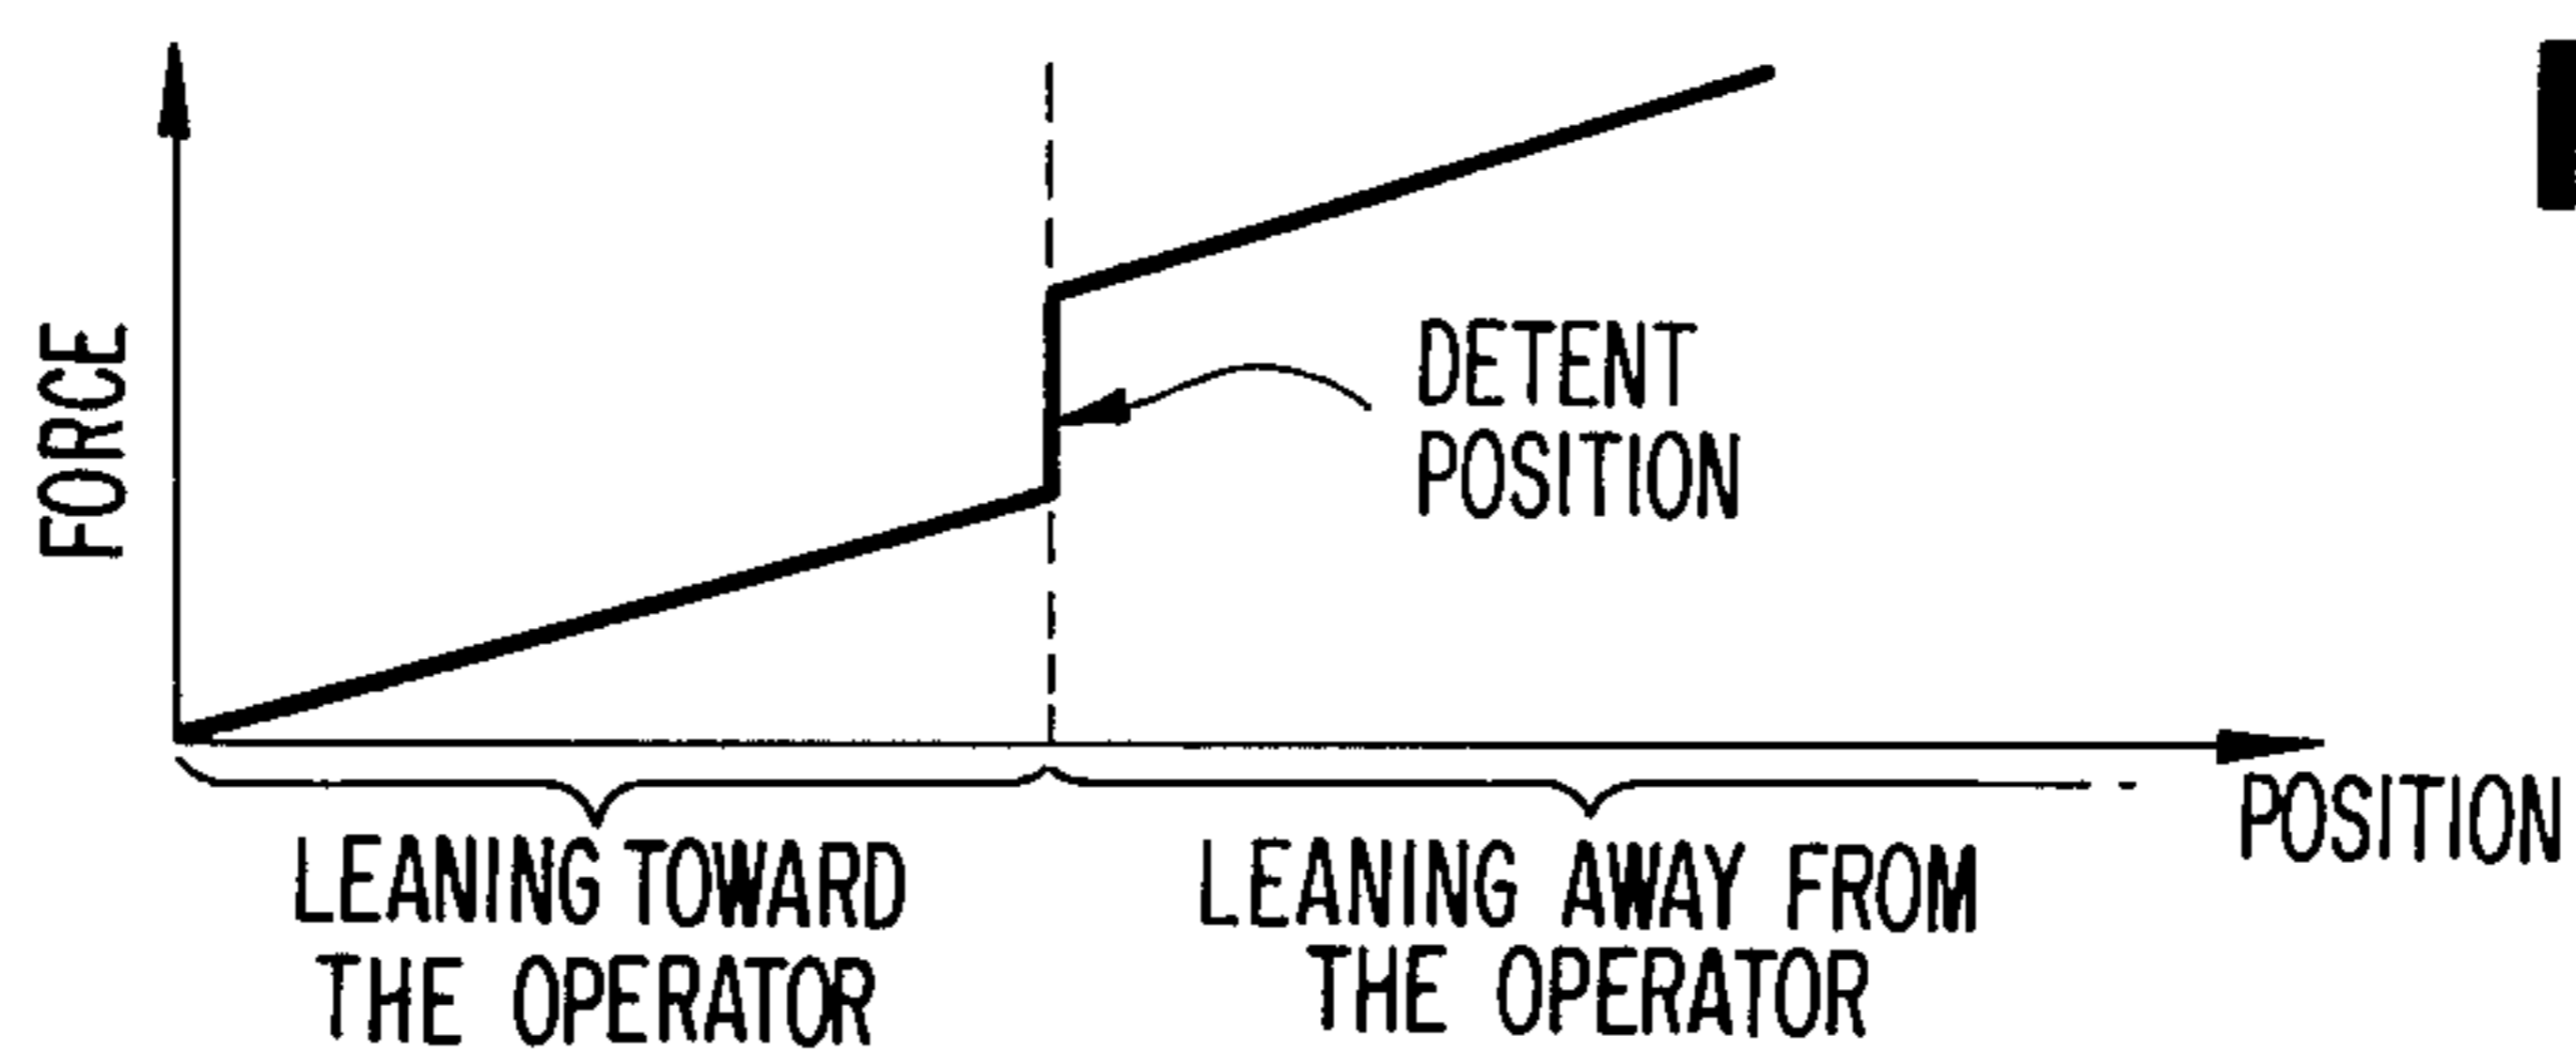 FORCE
DETENT
POSITION
POSITION
LEANING TOWARD
THE OPERATOR
LEANING AWAY FROM
THE OPERATOR